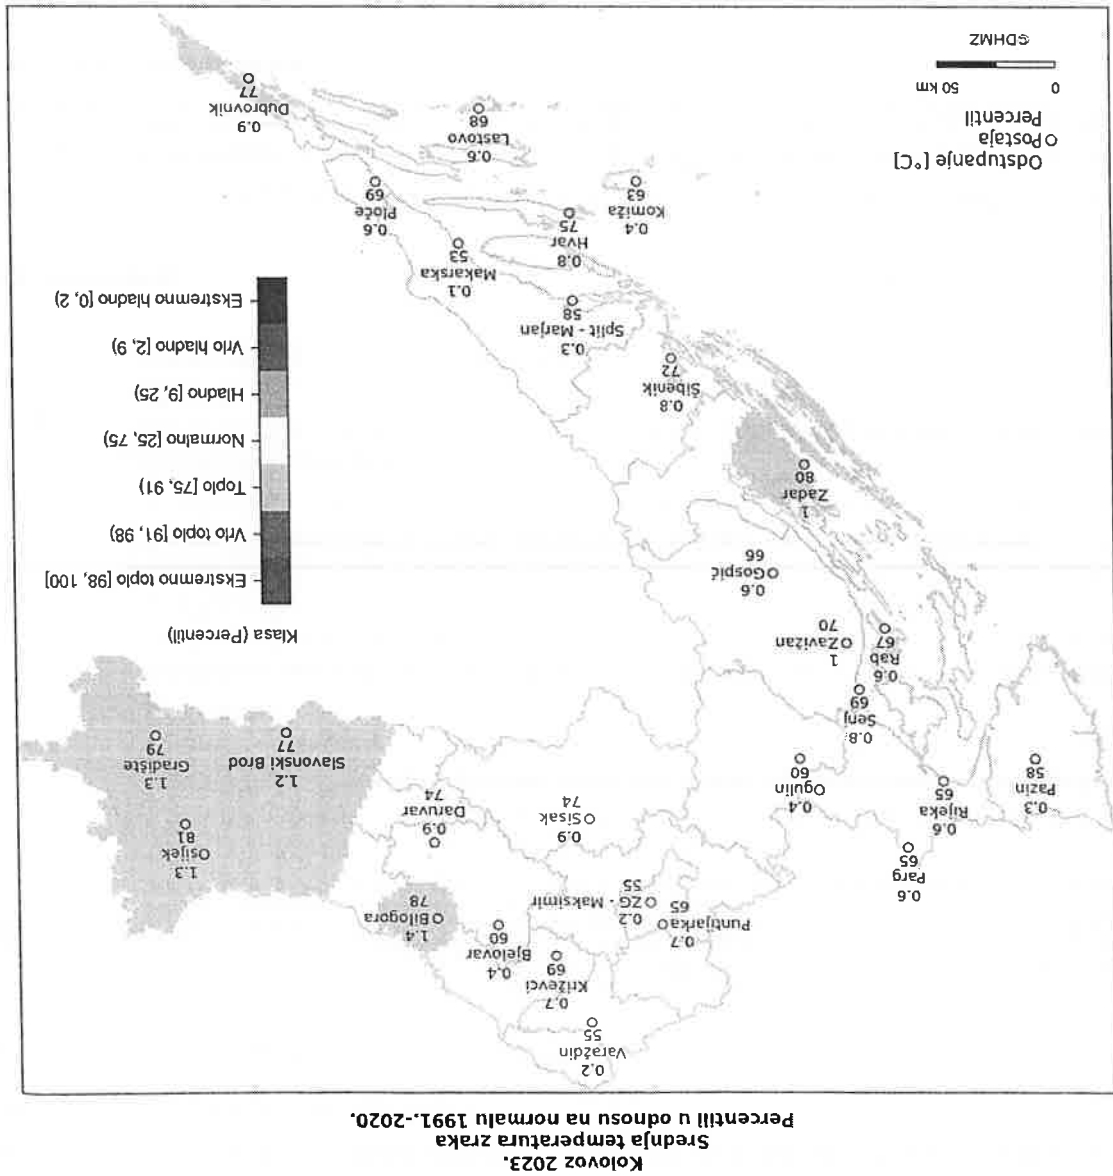 Kolovoz 2023.
Srednja temperatura zraka
Percentili u odnosu na normalu 1991.-2020.
0.2
Varaždin
55
0.7
Križevci
69
0.4
Bjelovar
60
1.4
Bilogora
78
0.7
Puntijarka
65
0.2
ZG - Maksimir
55
0.6
Parg
65
0.9
Sisak
74
0.9
Daruvar
74
1.3
Osijek
81
0.3
Pazin
58
0.6
Rijeka
65
0.4
Ogulin
60
1.2
Slavonski Brod
77
1.3
Gradište
79
0.8
Senj
69
0.6
Rab
67
1
Zavižan
70
0.6
Gospić
66
1
Zadar
80
0.8
Šibenik
72
0.3
Split - Marjan
58
0.1
Makarska
53
0.8
Hvar
75
0.4
Komiža
63
0.6
Ploče
69
0.6
Lastovo
68
0.9
Dubrovnik
77
Klasa (Percentil)
Ekstremno toplo [98, 100]
Vrlo toplo [91, 98)
Toplo [75, 91)
Normalno [25, 75)
Hladno [9, 25)
Vrlo hladno [2, 9)
Ekstremno hladno [0, 2)
Odstupanje [°C]
Postaja
Percentil
0 50 km
©DHMZ